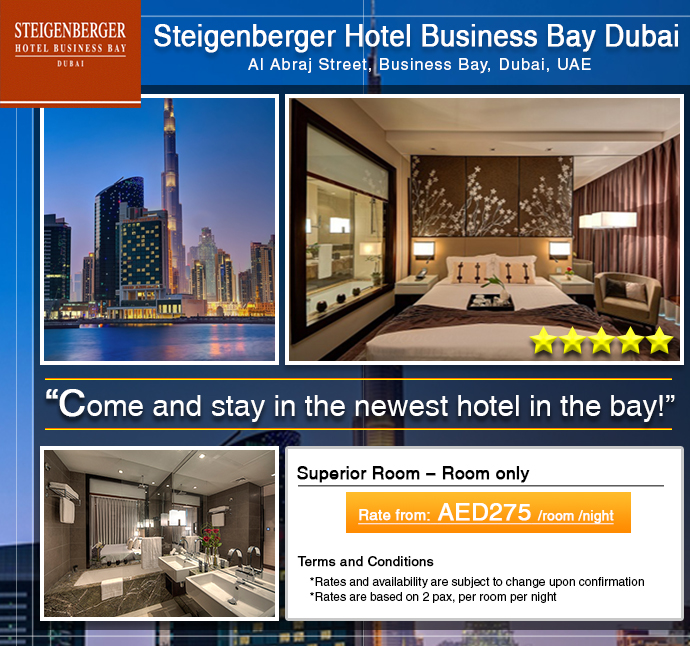 STEIGENBERGER
HOTEL BUSINESS BAY
DUBAI
Steigenberger Hotel Business Bay Dubai
Al Abraj Street, Business Bay, Dubai, UAE
“Come and stay in the newest hotel in the bay!”
Superior Room – Room only
Rate from: AED275 /room /night
Terms and Conditions
*Rates and availability are subject to change upon confirmation
*Rates are based on 2 pax, per room per night